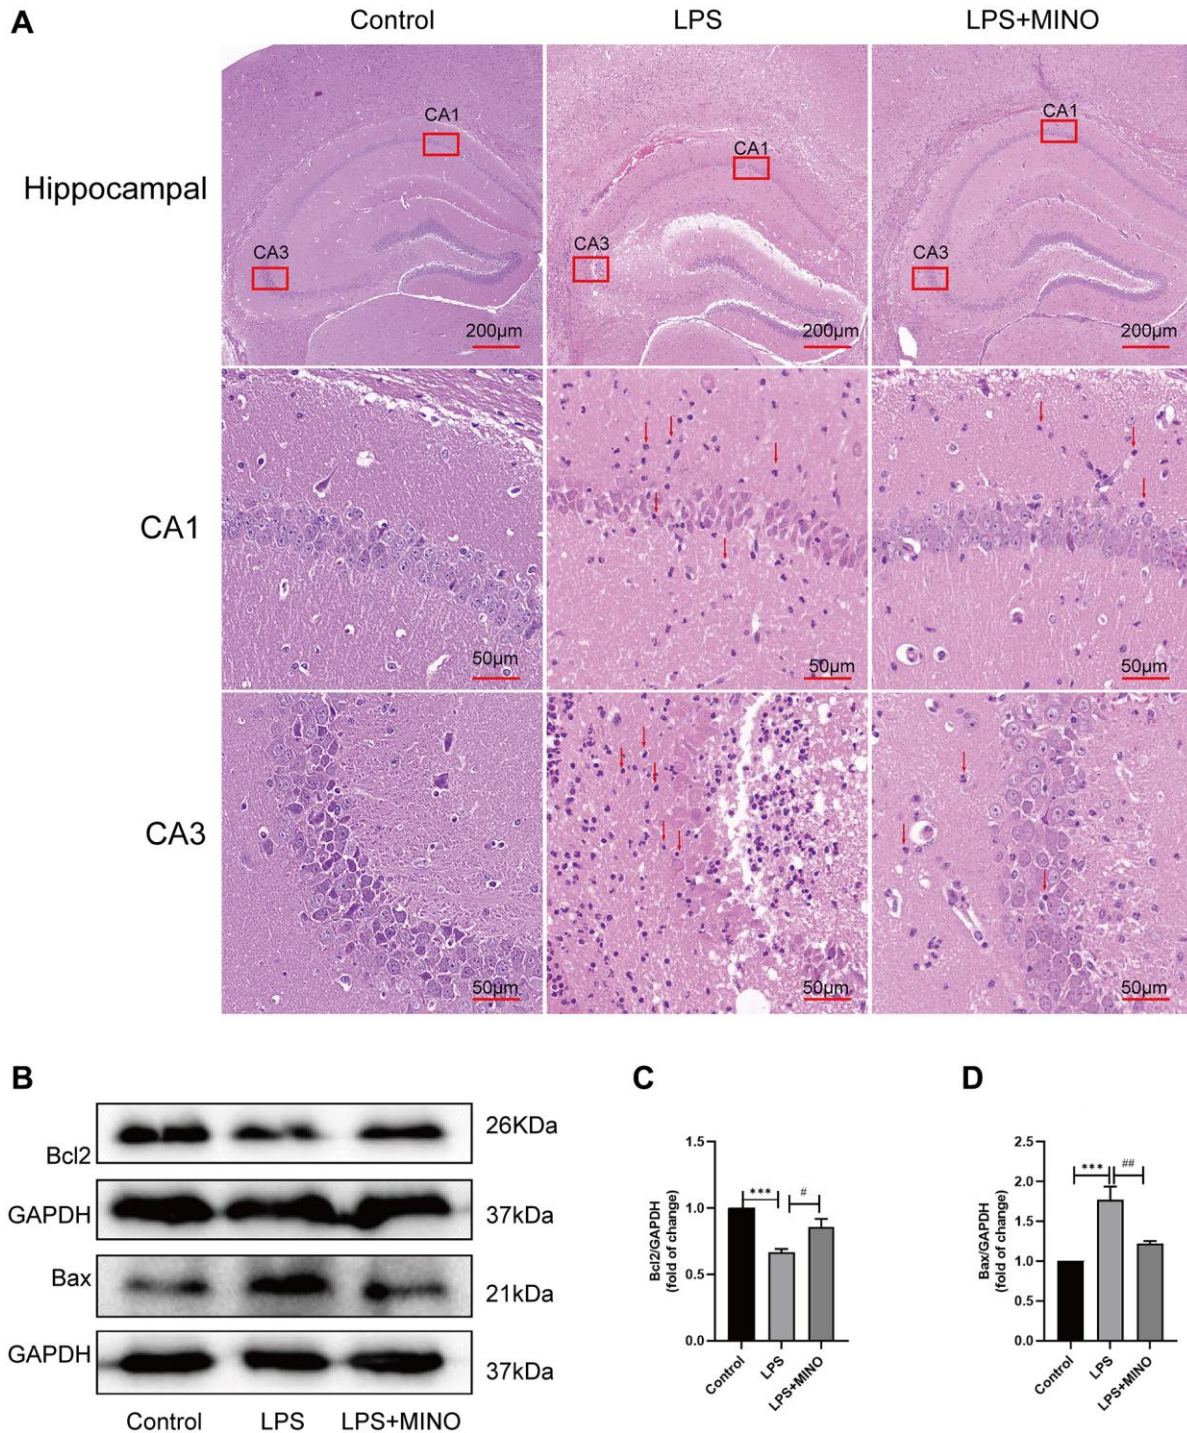 A
Control LPS LPS+MINO
Hippocampal
CA1
CA3
200µm
CA1
CA3
200µm
CA1
CA3
200µm
CA1
50µm
50µm
50µm
CA3
50µm
50µm
50µm
B
Bcl2 26KDa
GAPDH 37kDa
Bax 21kDa
GAPDH 37kDa
Control LPS LPS+MINO
C
Bcl2/GAPDH
(fold of change)
1.5
1.0
0.5
0.0
*** #
Control
LPS
LPS+MINO
D
Bax/GAPDH
(fold of change)
2.5
2.0
1.5
1.0
0.5
0.0
*** ##
Control
LPS
LPS+MINO